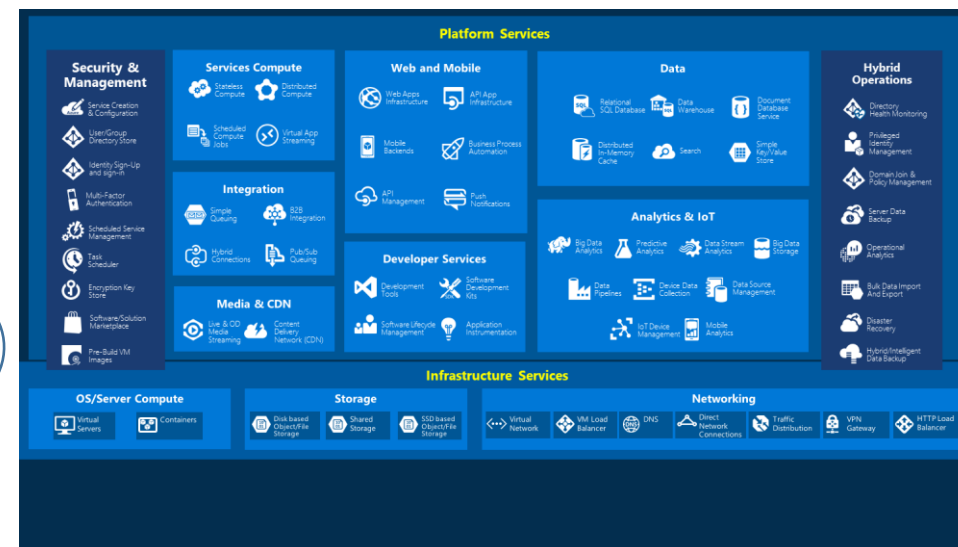 Platform Services
Security &
Management
Service Creation
& Configuration
User/Group
Directory Store
Identity Sign-Up
and sign-in
Multi-Factor
Authentication
Scheduled Service
Management
Task
Scheduler
Encryption Key
Store
Software/Solution
Marketplace
Pre-Build VM
Images
Services Compute
Stateless
Compute
Distributed
Compute
Scheduled
Compute
Jobs
Virtual App
Streaming
Integration
Simple
Queuing
B2B
Integration
Hybrid
Connections
Pub/Sub
Queuing
Media & CDN
Live & OD
Media
Streaming
Content
Delivery
Network (CDN)
Web and Mobile
Web Apps
Infrastructure
API App
Infrastructure
Mobile
Backends
Business Process
Automation
API
Management
Push
Notifications
Developer Services
Development
Tools
Software
Development
Kits
Software Lifecycle
Management
Application
Instrumentation
Data
SQL
Relational
SQL Database
Data
Warehouse
Document
Database
Service
Distributed
In-Memory
Cache
Search
Simple
Key/Value
Store
Analytics & IoT
Big Data
Analytics
Predictive
Analytics
Data Stream
Analytics
Big Data
Storage
Data
Pipelines
Device Data
Collection
Data Source
Management
IoT Device
Management
Mobile
Analytics
Hybrid
Operations
Directory
Health Monitoring
Privileged
Identity
Management
Domain Join &
Policy Management
Server Data
Backup
Operational
Analytics
Bulk Data Import
And Export
Disaster
Recovery
Hybrid/Intelligent
Data Backup
Infrastructure Services
OS/Server Compute
Virtual
Servers
Containers
Storage
Disk based
Object/File
Storage
Shared
Storage
SSD based
Object/File
Storage
Networking
Virtual
Network
VM Load
Balancer
DNS
DNS
Direct
Network
Connections
Traffic
Distribution
VPN
Gateway
HTTP Load
Balancer